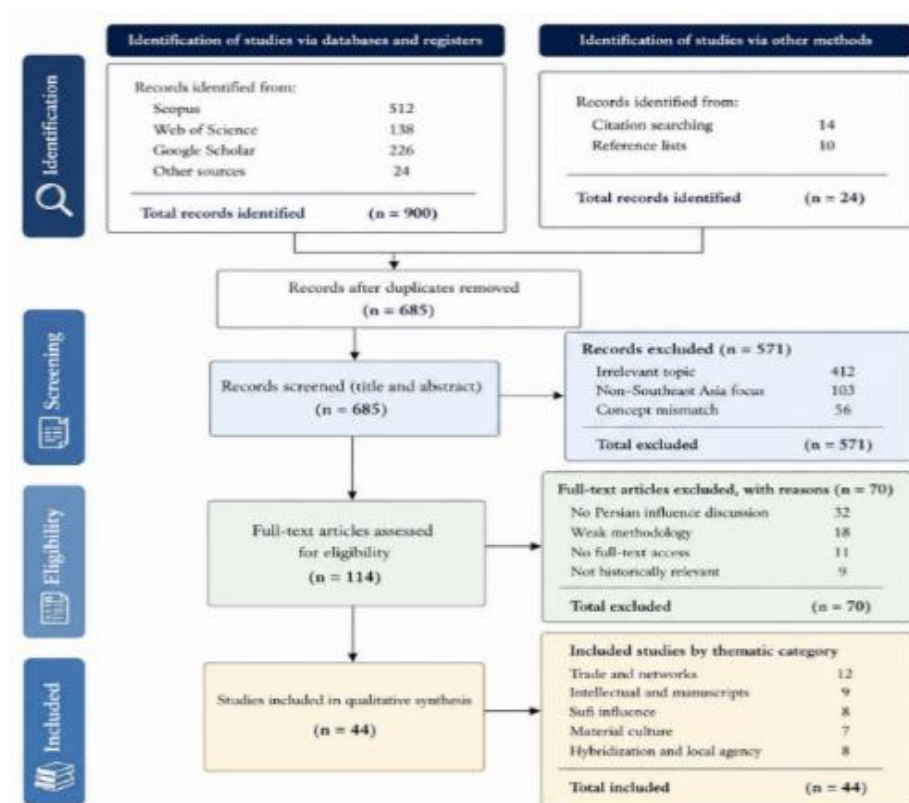 Identification of studies via databases and registers
Identification of studies via other methods
Identification
Records identified from:
Scopus 512
Web of Science 138
Google Scholar 226
Other sources 24
Total records identified (n = 900)
Records identified from:
Citation searching 14
Reference lists 10
Total records identified (n = 24)
Records after duplicates removed
(n = 685)
Screening
Records screened (title and abstract)
(n = 685)
Records excluded (n = 571)
Irrelevant topic 412
Non-Southeast Asia focus 103
Concept mismatch 56
Total excluded (n = 571)
Eligibility
Full-text articles assessed
for eligibility
(n = 114)
Full-text articles excluded, with reasons (n = 70)
No Persian influence discussion 32
Weak methodology 18
No full-text access 11
Not historically relevant 9
Total excluded (n = 70)
Included
Studies included in qualitative synthesis
(n = 44)
Included studies by thematic category
Trade and networks 12
Intellectual and manuscripts 9
Sufi influence 8
Material culture 7
Hybridization and local agency 8
Total included (n = 44)